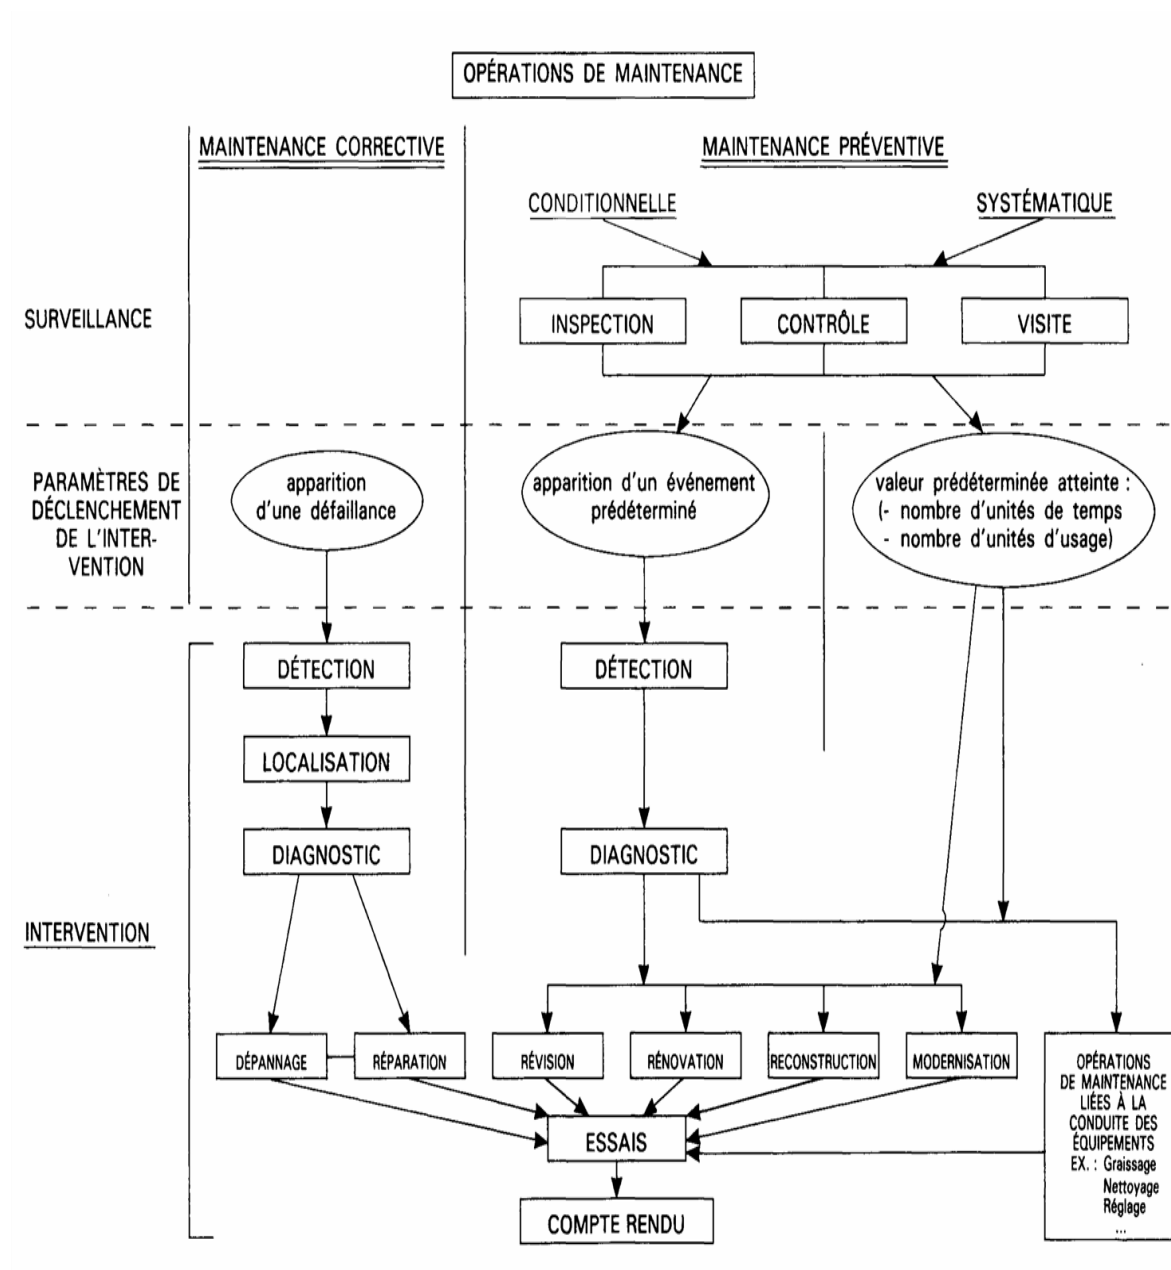 OPÉRATIONS DE MAINTENANCE
MAINTENANCE CORRECTIVE
MAINTENANCE PRÉVENTIVE
CONDITIONNELLE
SYSTÉMATIQUE
SURVEILLANCE
INSPECTION
CONTRÔLE
VISITE
PARAMÈTRES DE
DÉCLENCHEMENT
DE L'INTER-
VENTION
apparition
d'une défaillance
apparition d'un événement
prédéterminé
valeur prédéterminée atteinte :
(- nombre d'unités de temps
- nombre d'unités d'usage)
DÉTECTION
DÉTECTION
LOCALISATION
DIAGNOSTIC
DIAGNOSTIC
INTERVENTION
DÉPANNAGE
RÉPARATION
RÉVISION
RÉNOVATION
RECONSTRUCTION
MODERNISATION
OPÉRATIONS
DE MAINTENANCE
LIÉES À LA
CONDUITE DES
ÉQUIPEMENTS
EX. : Graissage
Nettoyage
Réglage
...
ESSAIS
COMPTE RENDU